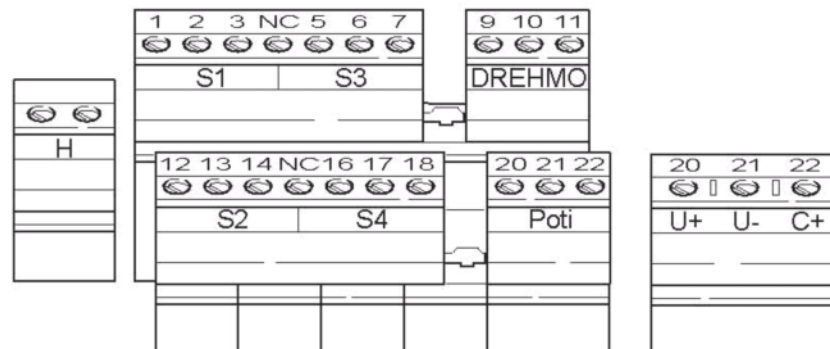 1 2 3 NC 5 6 7
9 10 11
S1 S3
DREHMO
H
12 13 14 NC 16 17 18
20 21 22
20 21 22
S2 S4
Poti
U+ U- C+